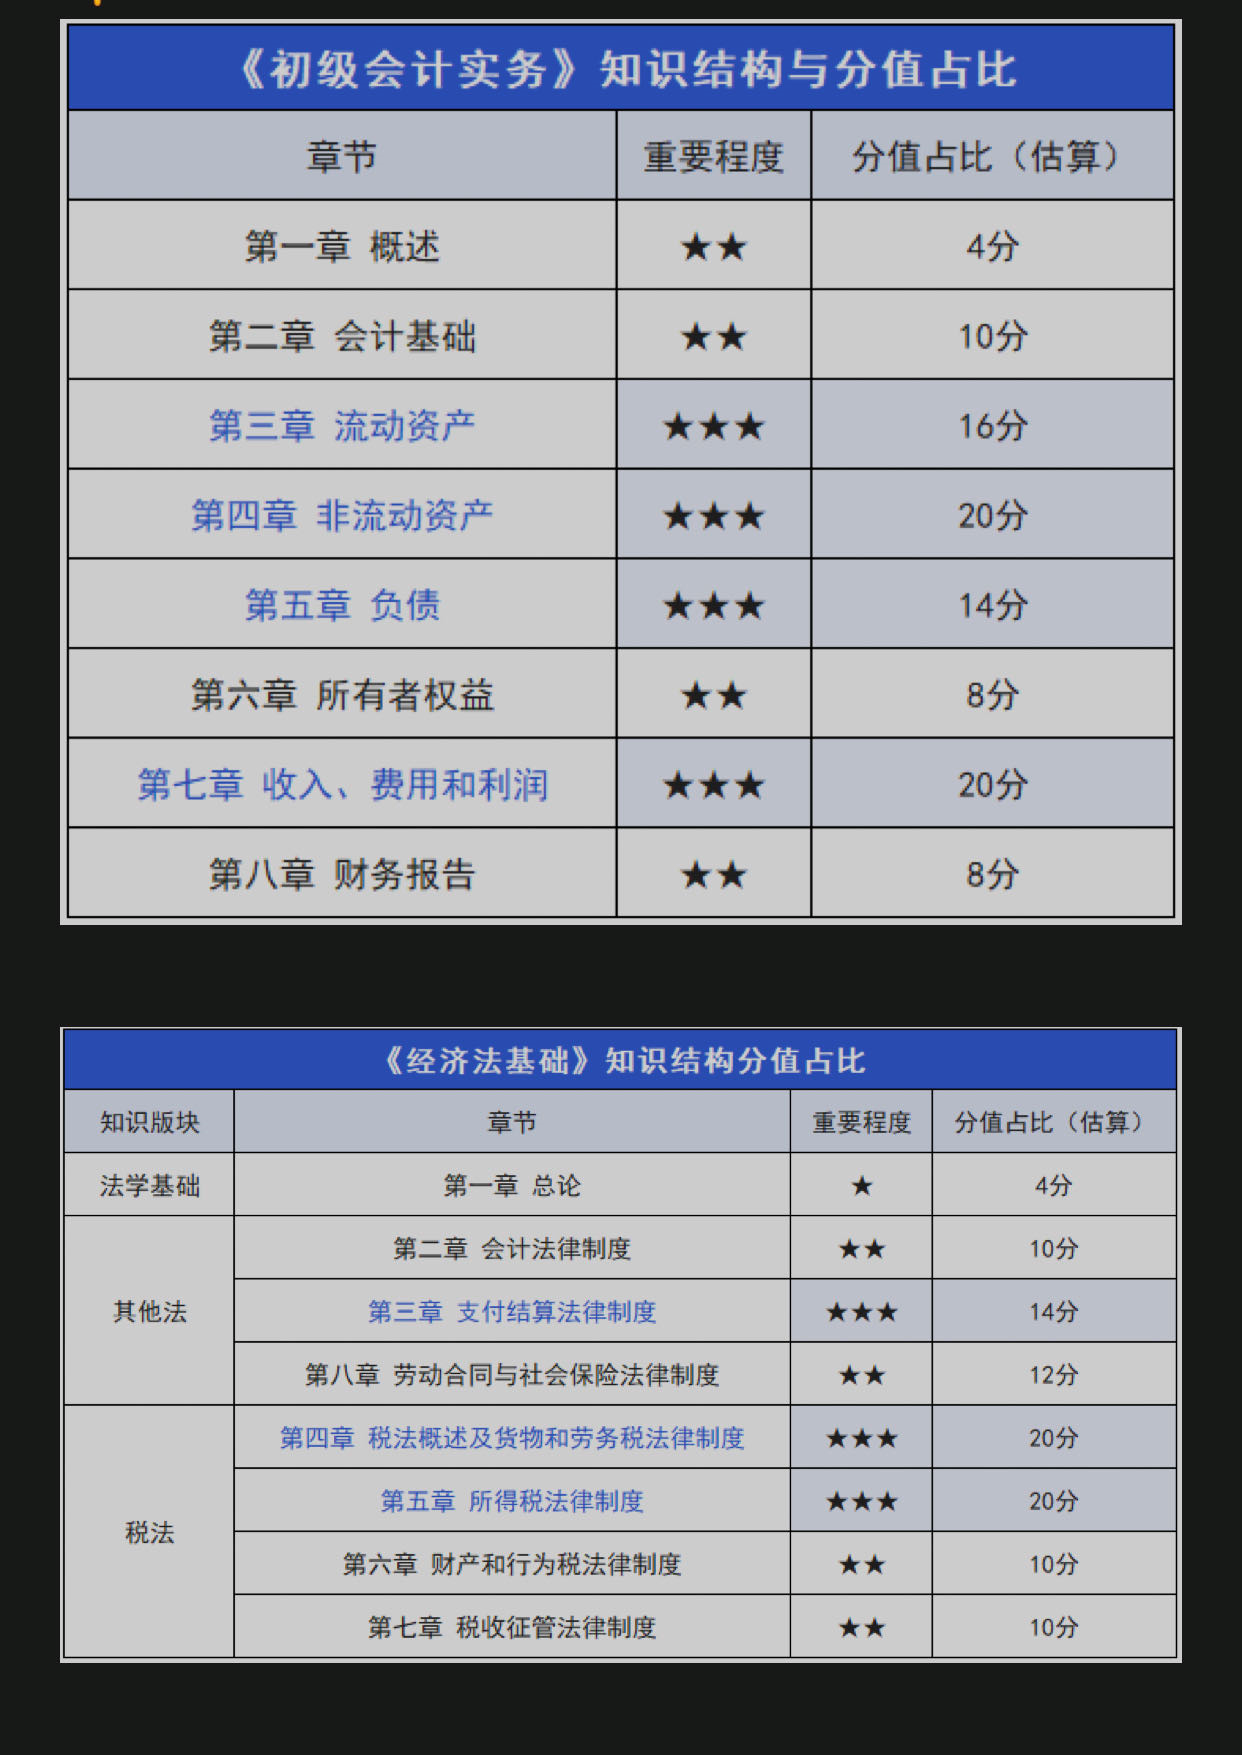 《初级会计实务》知识结构与分值占比
章节 重要程度 分值占比（估算）
第一章 概述 ★★ 4分
第二章 会计基础 ★★ 10分
第三章 流动资产 ★★★ 16分
第四章 非流动资产 ★★★ 20分
第五章 负债 ★★★ 14分
第六章 所有者权益 ★★ 8分
第七章 收入、费用和利润 ★★★ 20分
第八章 财务报告 ★★ 8分
《经济法基础》知识结构分值占比
知识版块 章节 重要程度 分值占比（估算）
法学基础 第一章 总论 ★ 4分
其他法 第二章 会计法律制度 ★★ 10分
第三章 支付结算法律制度 ★★★ 14分
第八章 劳动合同与社会保险法律制度 ★★ 12分
税法 第四章 税法概述及货物和劳务税法律制度 ★★★ 20分
第五章 所得税法律制度 ★★★ 20分
第六章 财产和行为税法律制度 ★★ 10分
第七章 税收征管法律制度 ★★ 10分